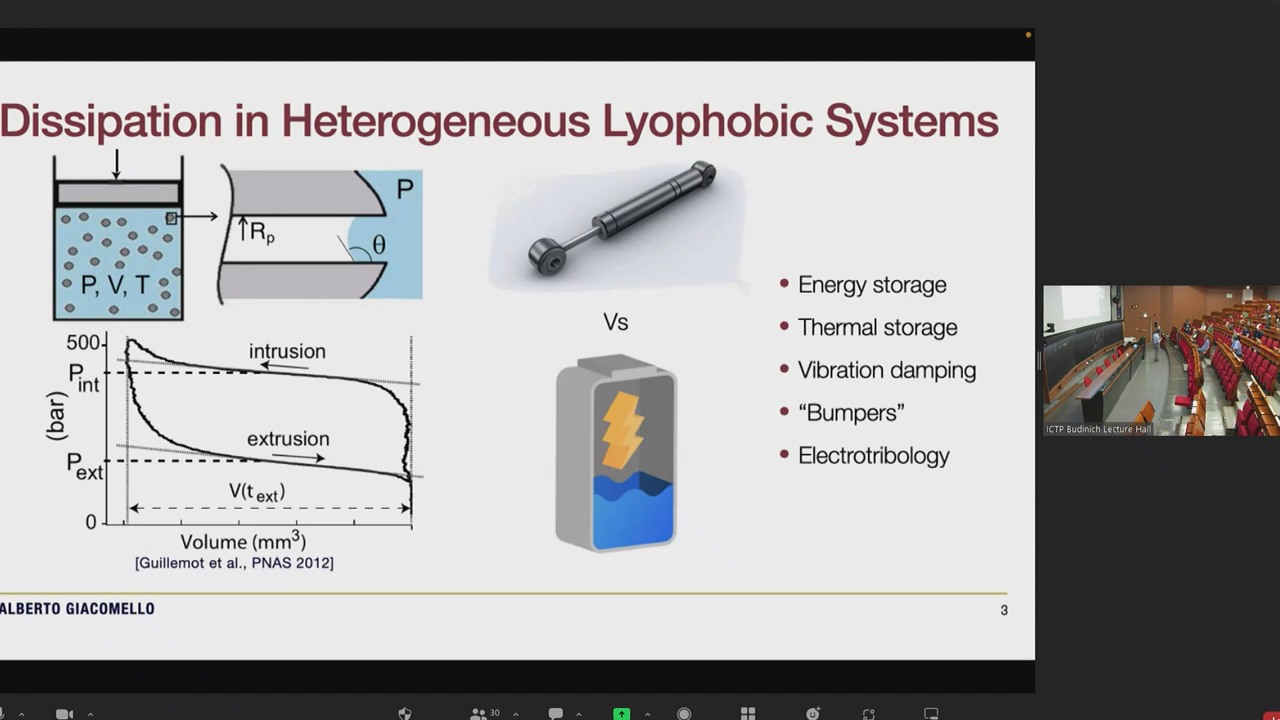 Dissipation in Heterogeneous Lyophobic Systems
P
Rp
θ
P, V, T
Vs
Energy storage
Thermal storage
Vibration damping
“Bumpers”
Electrotribology
500
Pint
(bar)
Pext
0
intrusion
extrusion
V(text)
Volume (mm3)
[Guillemot et al., PNAS 2012]
ALBERTO GIACOMELLO
3
ICTP Budinich Lecture Hall
30